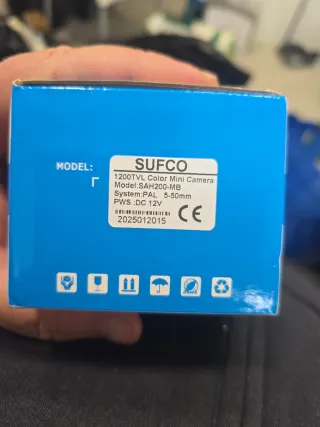 SUFCO
1200TVL Color Mini Camera
MODEL:
Model:SAH200-MB
System:PAL 5-50mm
PWS :DC 12V
CE
2025012015